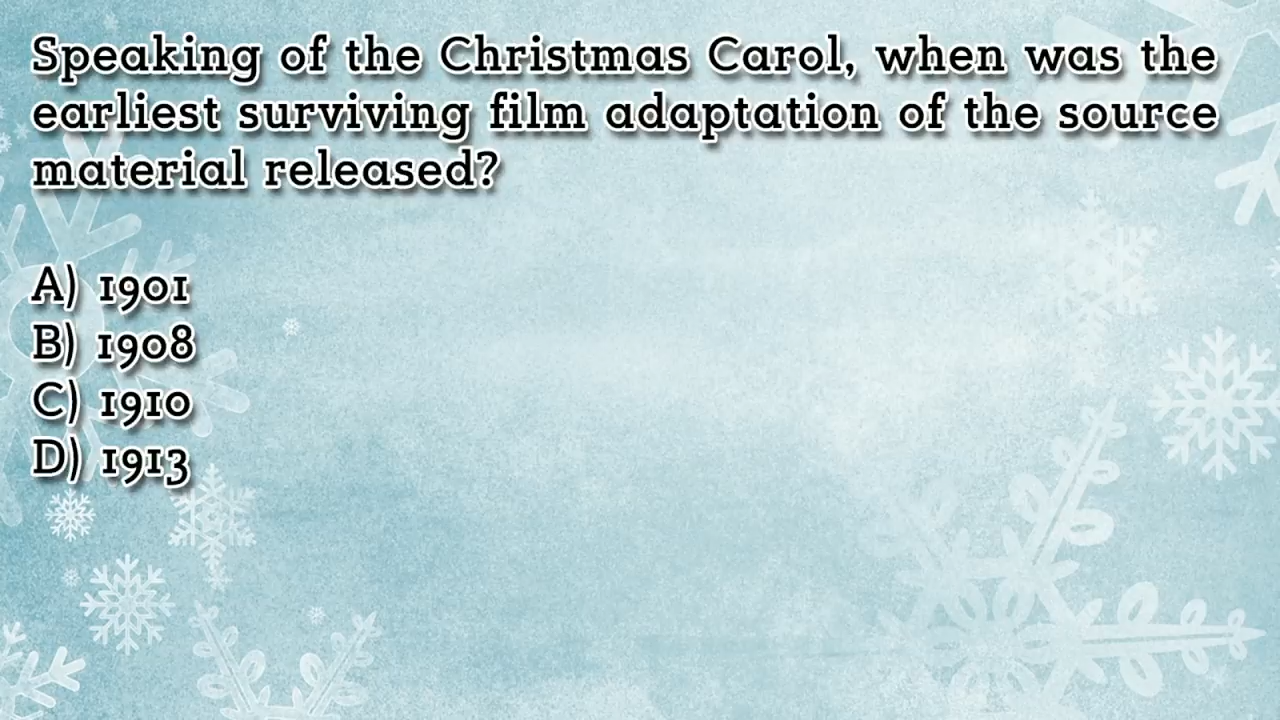 Speaking of the Christmas Carol, when was the
earliest surviving film adaptation of the source
material released?
A) 1901
B) 1908
C) 1910
D) 1913